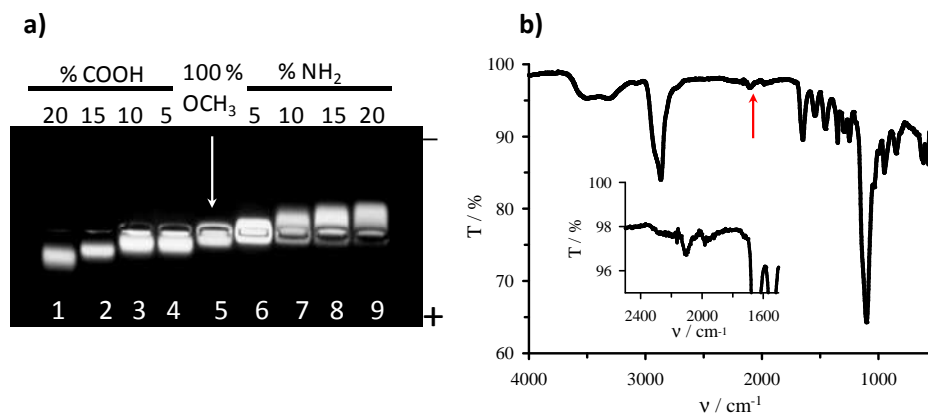 a)
% COOH 100 % % NH₂
OCH₃
20 15 10 5 5 10 15 20
−
1 2 3 4 5 6 7 8 9
+
b)
100
90
80
70
60
T / %
4000 3000 2000 1000
ν / cm⁻¹
100
98
96
T / %
2400 2000 1600
ν / cm-1